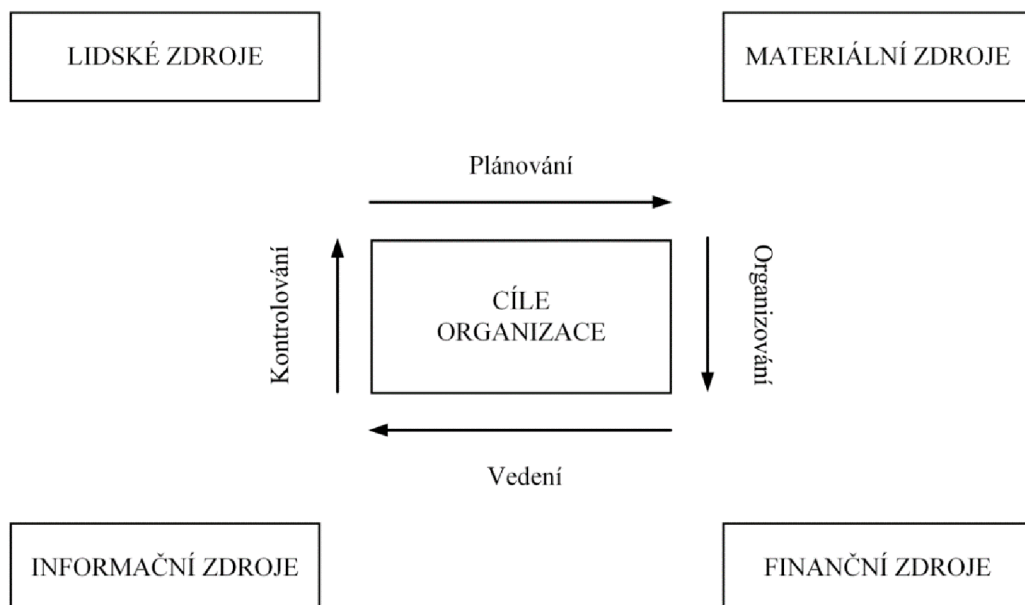 LIDSKÉ ZDROJE
MATERIÁLNÍ ZDROJE
Plánování
Kontrolování
CÍLE
ORGANIZACE
Organizování
Vedení
INFORMAČNÍ ZDROJE
FINANČNÍ ZDROJE